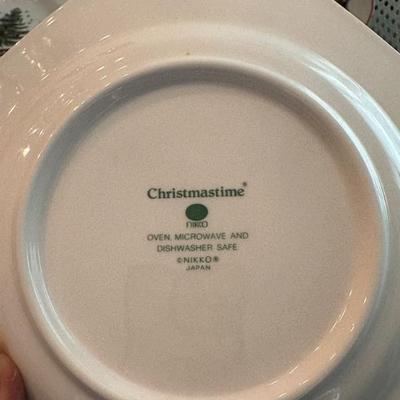 Christmastime®
nikko
OVEN, MICROWAVE AND
DISHWASHER SAFE
©NIKKO®
JAPAN